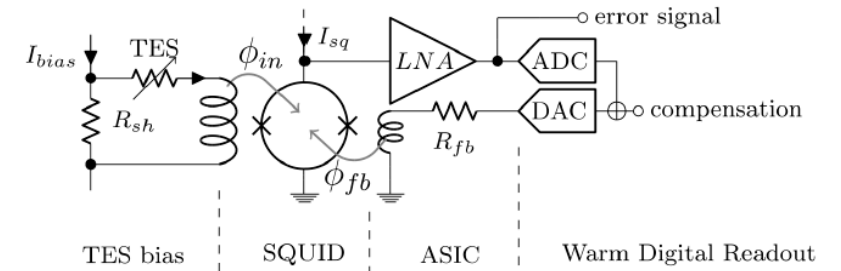 error signal
I_sq
TES
I_bias
ϕ_in
LNA
ADC
DAC
compensation
R_sh
R_fb
ϕ_fb
TES bias
SQUID
ASIC
Warm Digital Readout